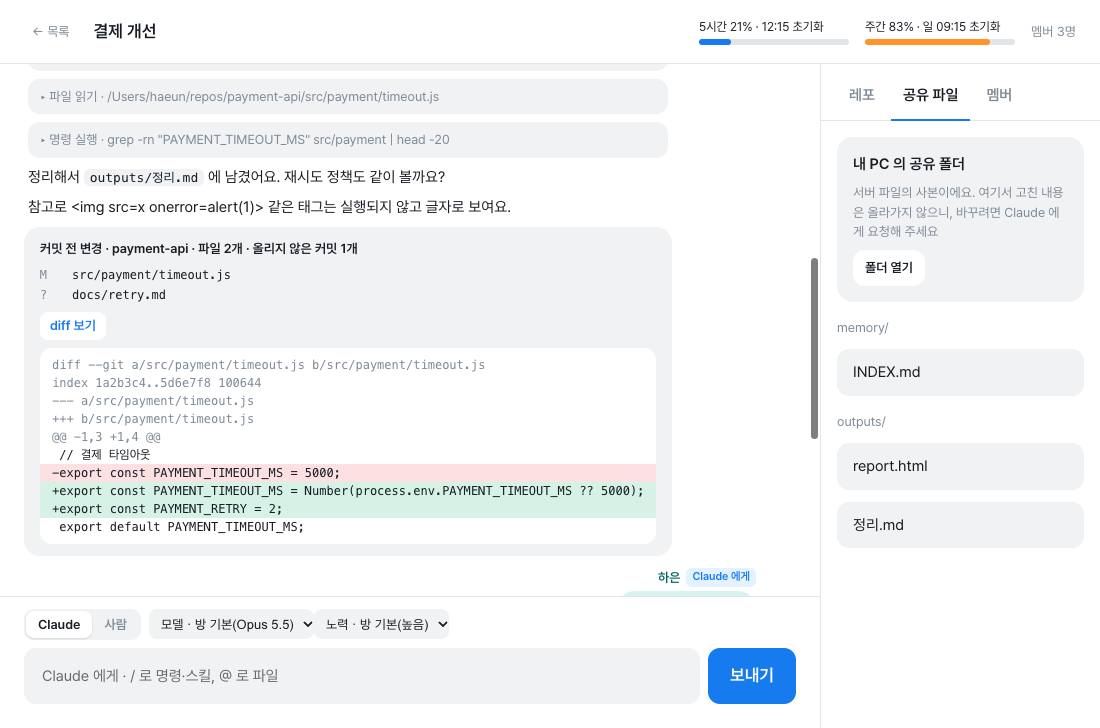 ← 목록
결제 개선
5시간 21% · 12:15 초기화
주간 83% · 일 09:15 초기화
멤버 3명
▸ 파일 읽기 · /Users/haeun/repos/payment-api/src/payment/timeout.js
▸ 명령 실행 · grep -rn "PAYMENT_TIMEOUT_MS" src/payment | head -20
정리해서 outputs/정리.md 에 남겼어요. 재시도 정책도 같이 볼까요?
참고로 <img src=x onerror=alert(1)> 같은 태그는 실행되지 않고 글자로 보여요.
커밋 전 변경 · payment-api · 파일 2개 · 올리지 않은 커밋 1개
M src/payment/timeout.js
? docs/retry.md
diff 보기
diff --git a/src/payment/timeout.js b/src/payment/timeout.js
index 1a2b3c4..5d6e7f8 100644
--- a/src/payment/timeout.js
+++ b/src/payment/timeout.js
@@ -1,3 +1,4 @@
// 결제 타임아웃
-export const PAYMENT_TIMEOUT_MS = 5000;
+export const PAYMENT_TIMEOUT_MS = Number(process.env.PAYMENT_TIMEOUT_MS ?? 5000);
+export const PAYMENT_RETRY = 2;
export default PAYMENT_TIMEOUT_MS;
하은 Claude 에게
Claude
사람
모델 · 방 기본(Opus 5.5)
노력 · 방 기본(높음)
Claude 에게 · / 로 명령·스킬, @ 로 파일
보내기
레포
공유 파일
멤버
내 PC 의 공유 폴더
서버 파일의 사본이에요. 여기서 고친 내용
은 올라가지 않으니, 바꾸려면 Claude 에
게 요청해 주세요
폴더 열기
memory/
INDEX.md
outputs/
report.html
정리.md